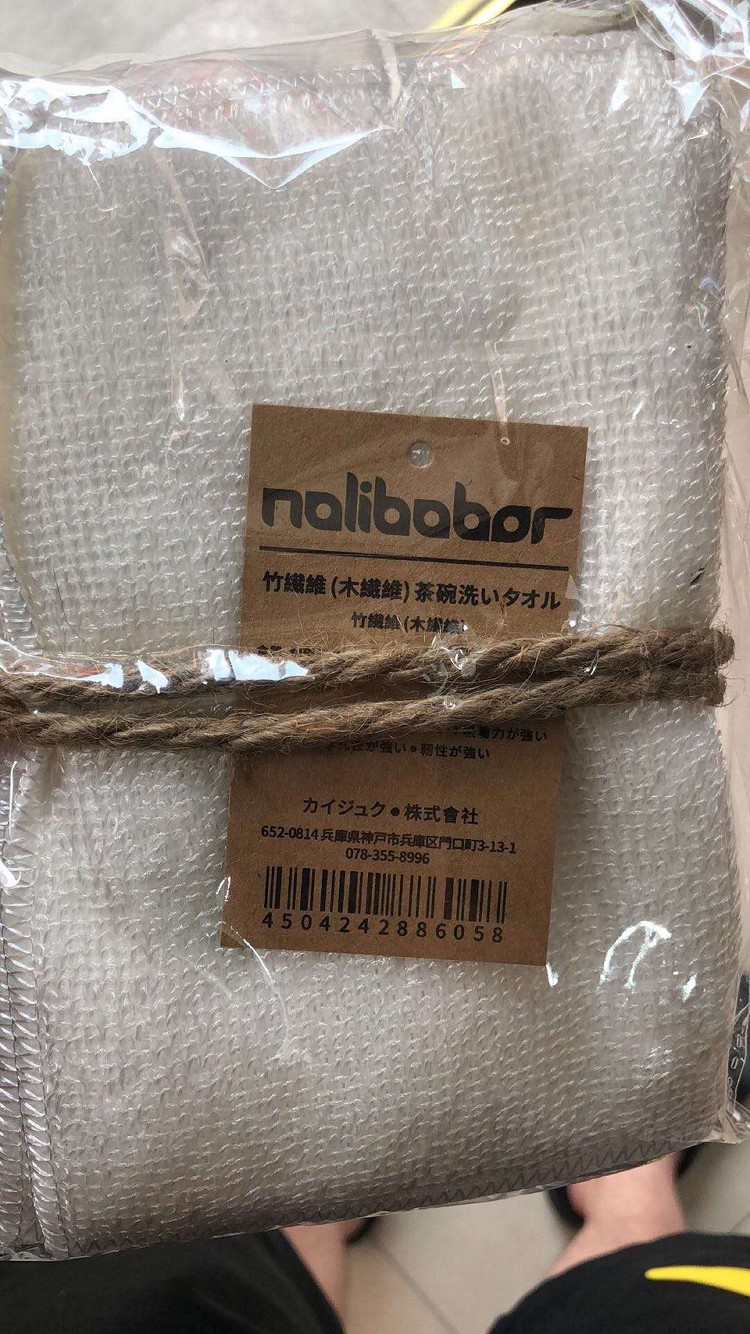 nalibobor
竹繊維 (木繊維) 茶碗洗いタオル
竹繊維 (木繊維)
力が強い
が強い●靭性が強い
カイジュク●株式會社
652-0814 兵庫県神戸市兵庫区門口町3-13-1
078-355-8996
4504242886058